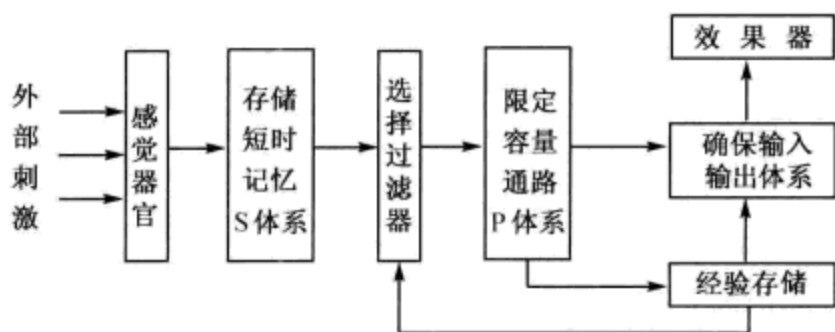 外部刺激
感觉器官
存储
短时
记忆
S体系
选择过滤器
限定
容量
通路
P体系
效果器
确保输入
输出体系
经验存储